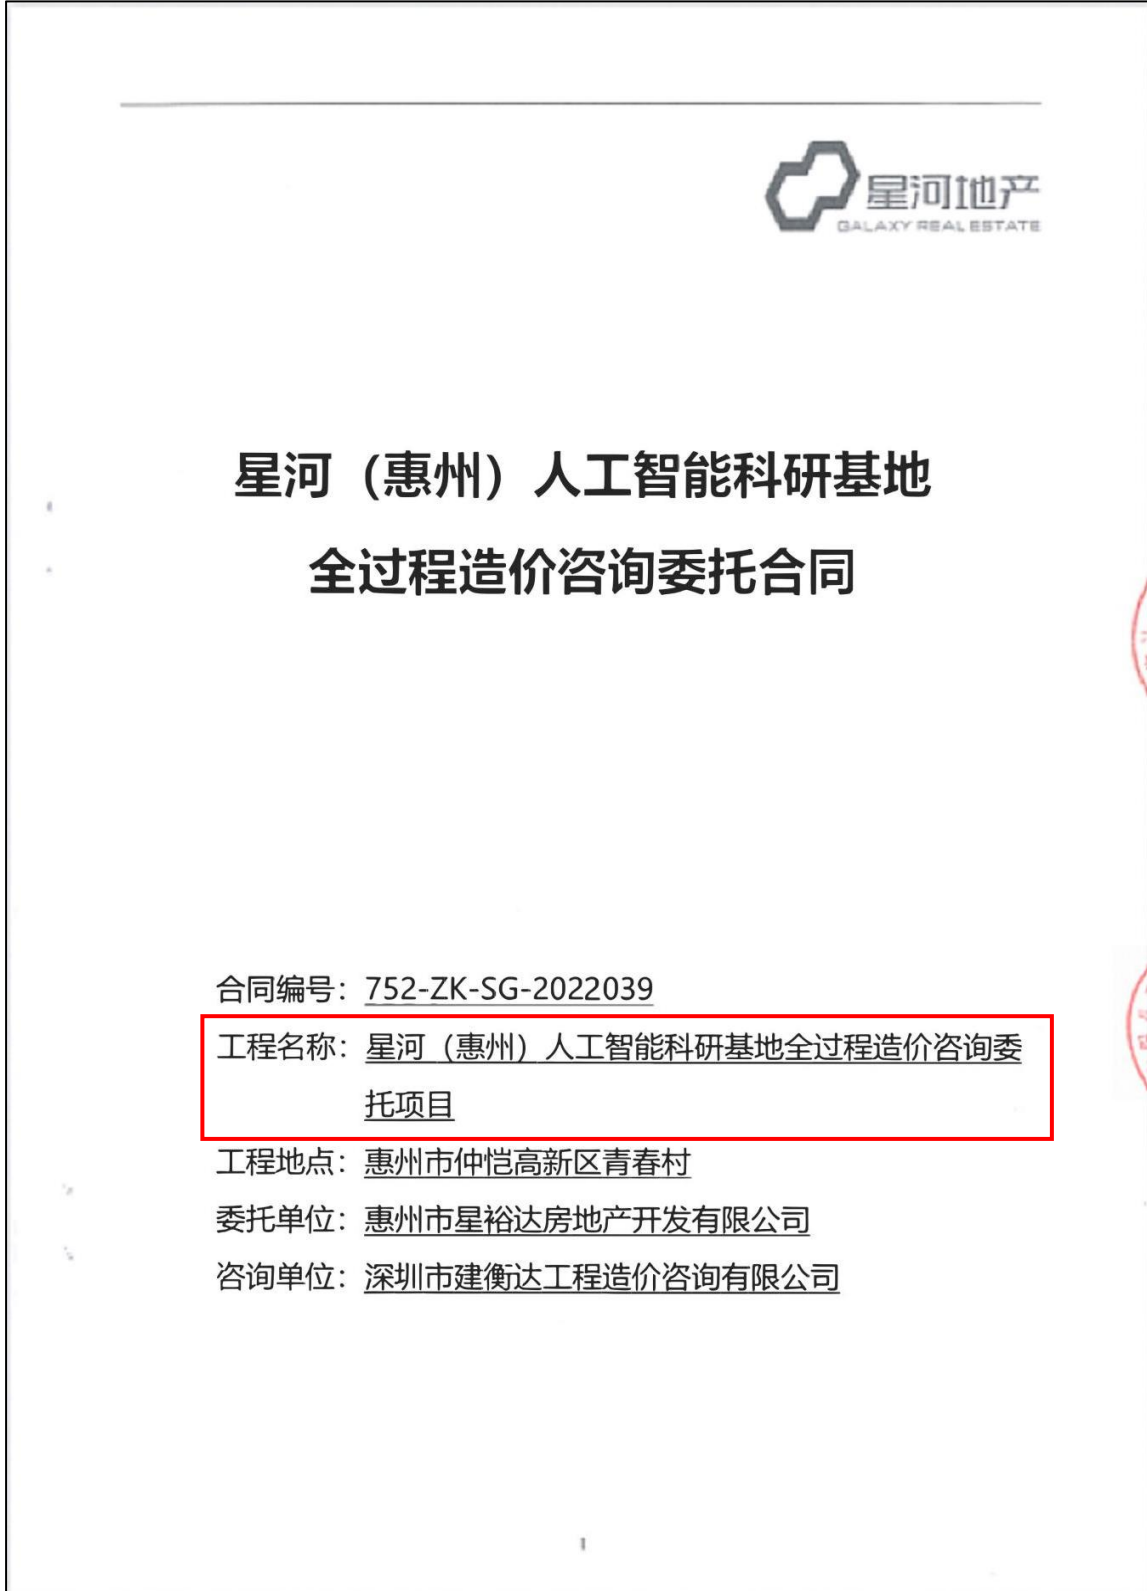 星河地产
GALAXY REAL ESTATE
星河（惠州）人工智能科研基地
全过程造价咨询委托合同
合同编号：752-ZK-SG-2022039
工程名称：星河（惠州）人工智能科研基地全过程造价咨询委
托项目
工程地点：惠州市仲恺高新区青春村
委托单位：惠州市星裕达房地产开发有限公司
咨询单位：深圳市建衡达工程造价咨询有限公司
1